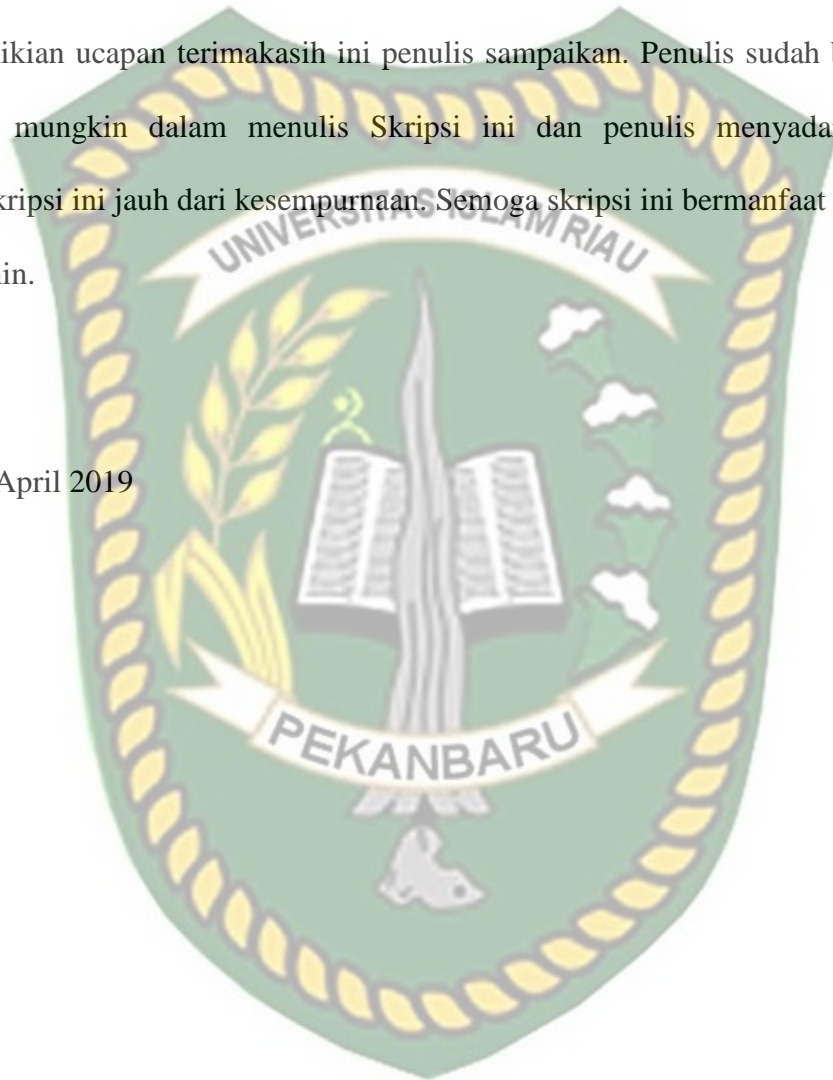 ikian ucapan terimakasih ini penulis sampaikan. Penulis sudah b
mungkin dalam menulis Skripsi ini dan penulis menyada
kripsi ini jauh dari kesempurnaan. Semoga skripsi ini bermanfaat
in.
UNIVERSITAS ISLAM RIAU
April 2019
PEKANBARU